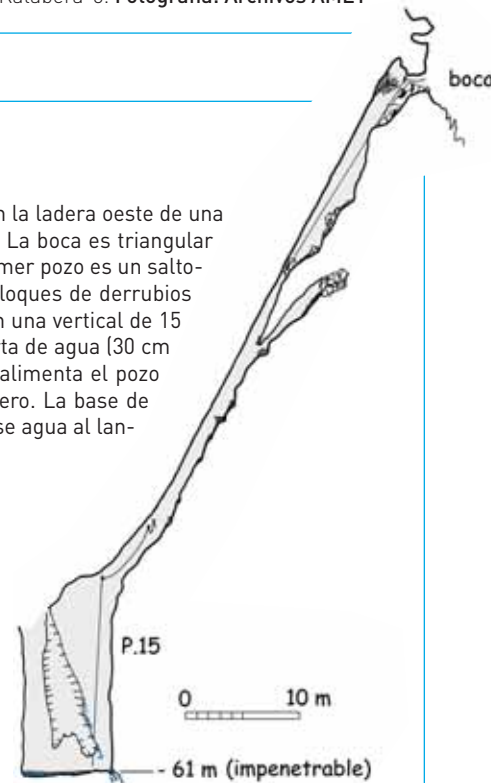 Kalabera-6. Fotografía: Archivos AMET
boca
n la ladera oeste de una
La boca es triangular
mer pozo es un salto-
loques de derrubios
n una vertical de 15
rta de agua (30 cm
alimenta el pozo
ero. La base de
se agua al lan-
P.15
0 10 m
- 61 m (impenetrable)